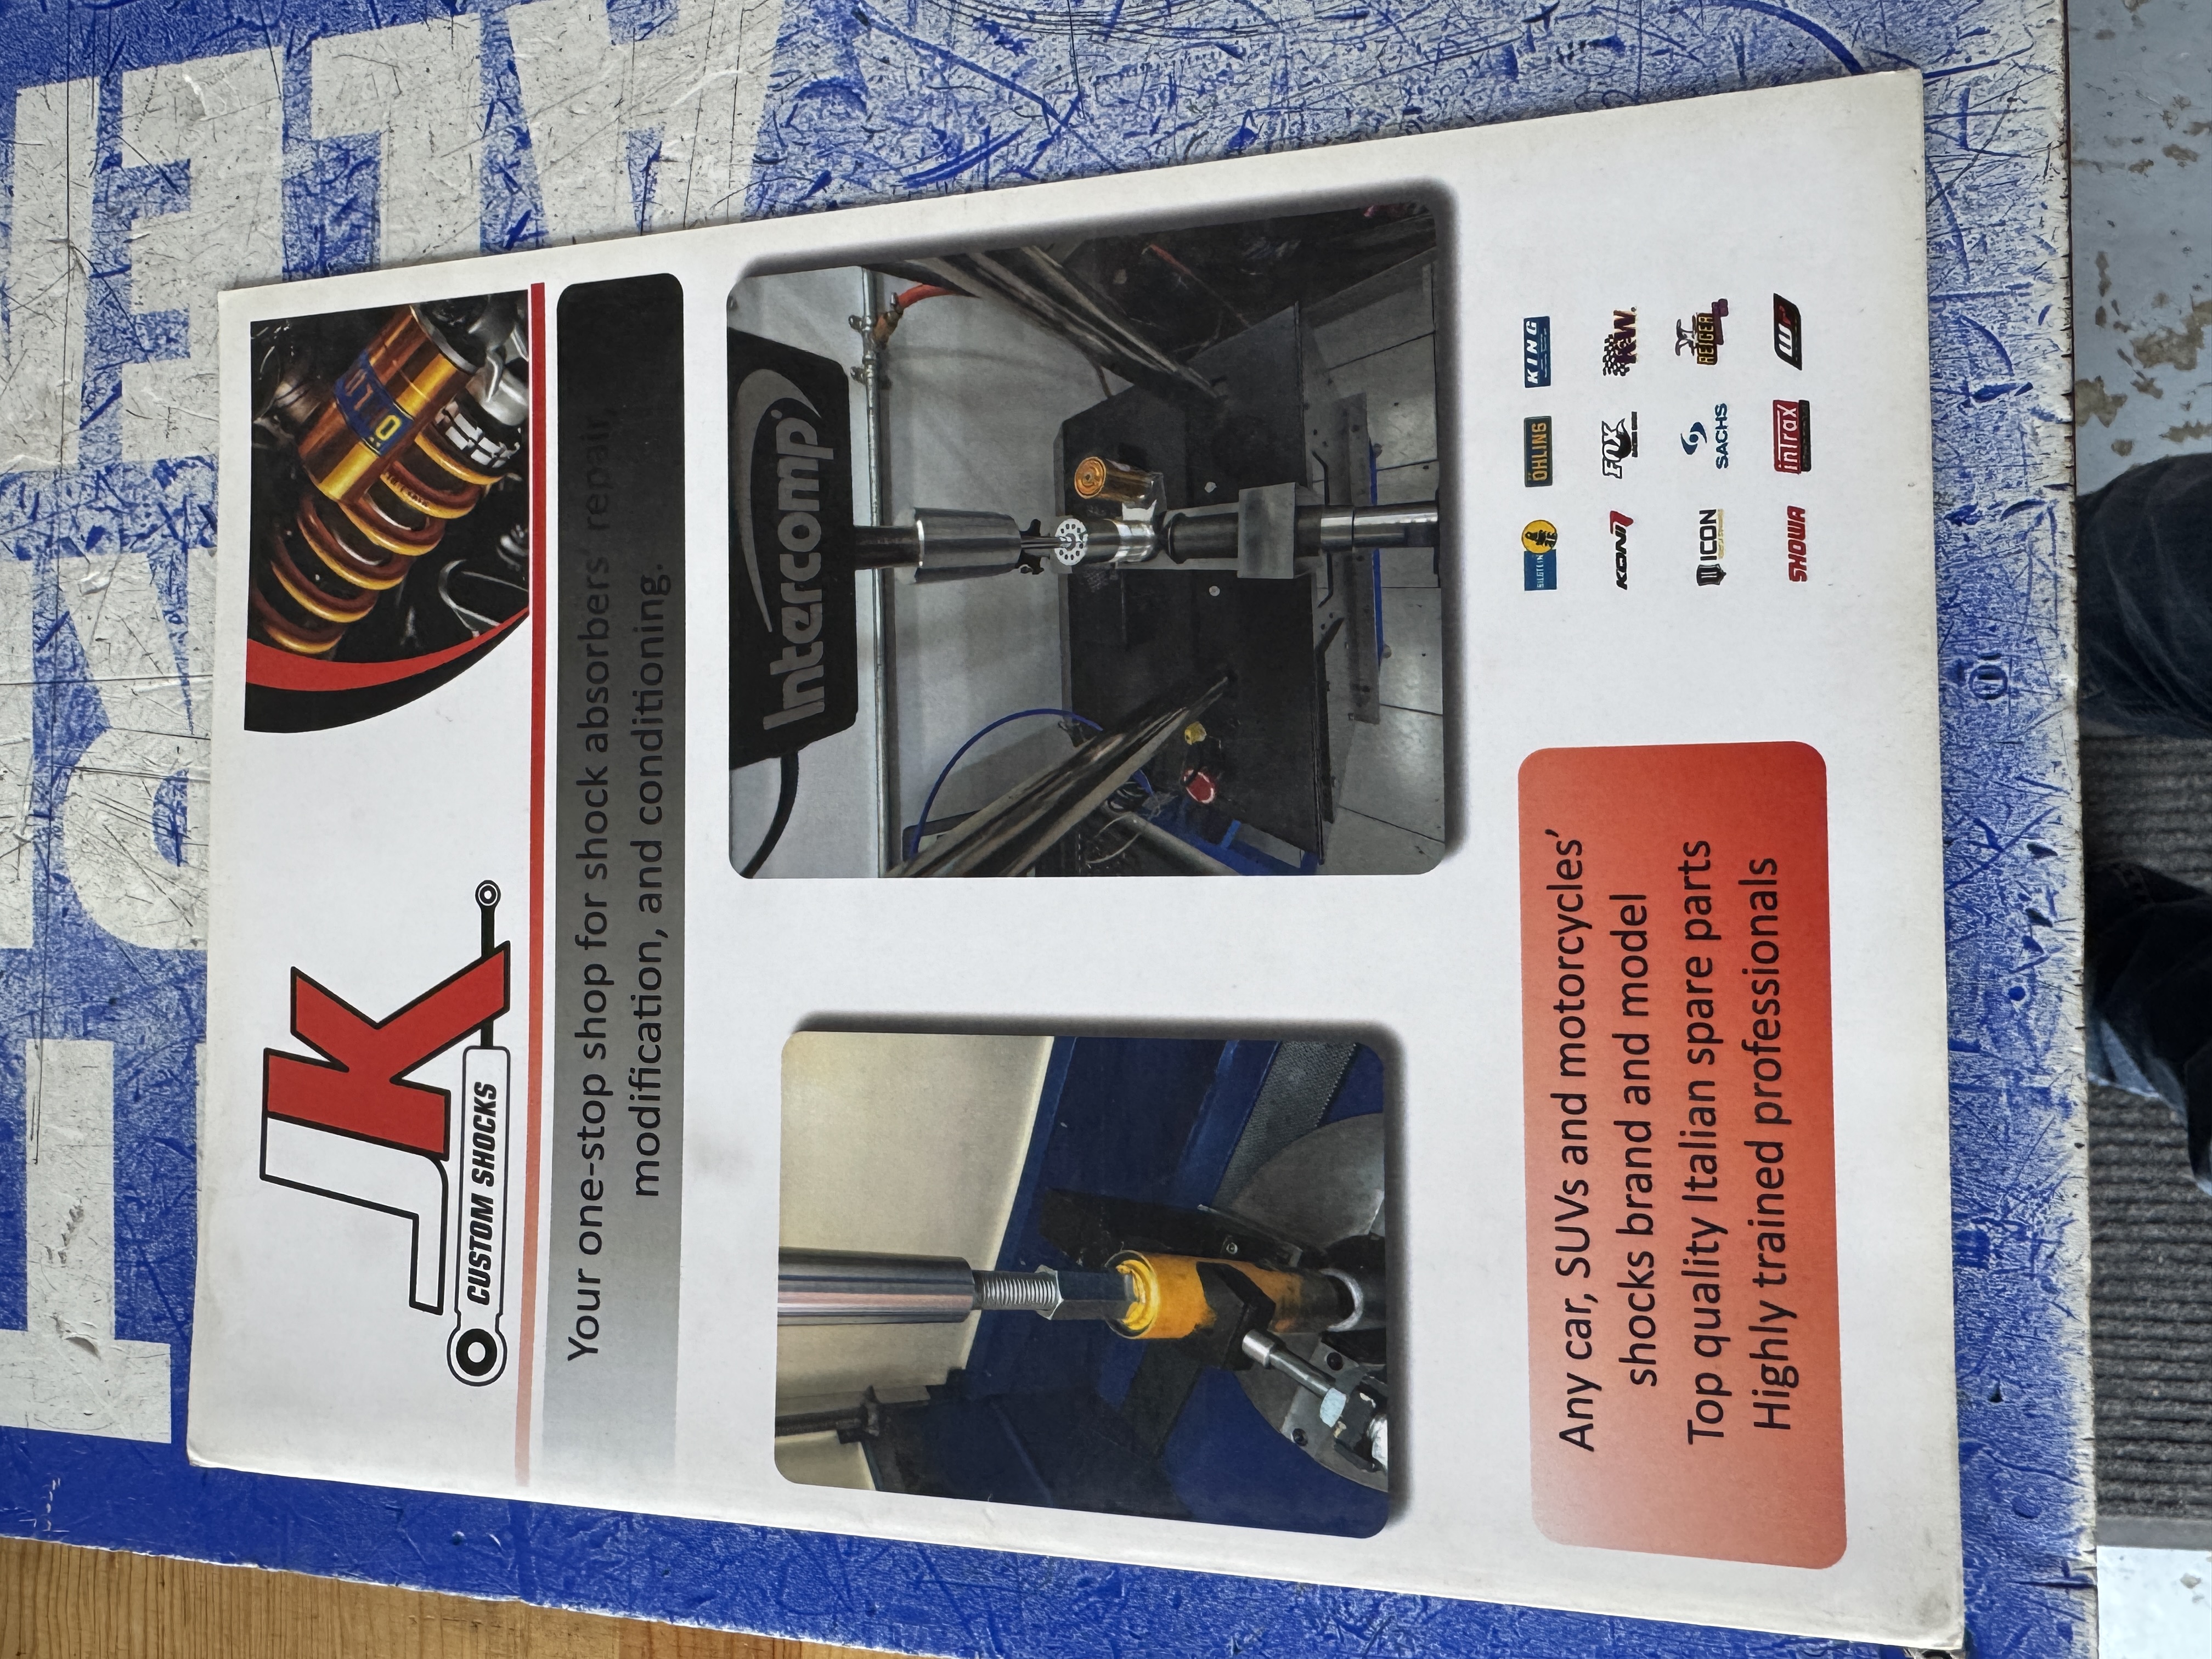 JK
CUSTOM SHOCKS
ÖHLIN
Your one-stop shop for shock absorbers' repair,
modification, and conditioning.
Intercomp
Any car, SUVs and motorcycles'
shocks brand and model
Top quality Italian spare parts
Highly trained professionals
BILSTEIN
ÖHLINS
KING
KONI
FOX
KW
ICON
SACHS
REIGER
SHOWA
inTrax
WP